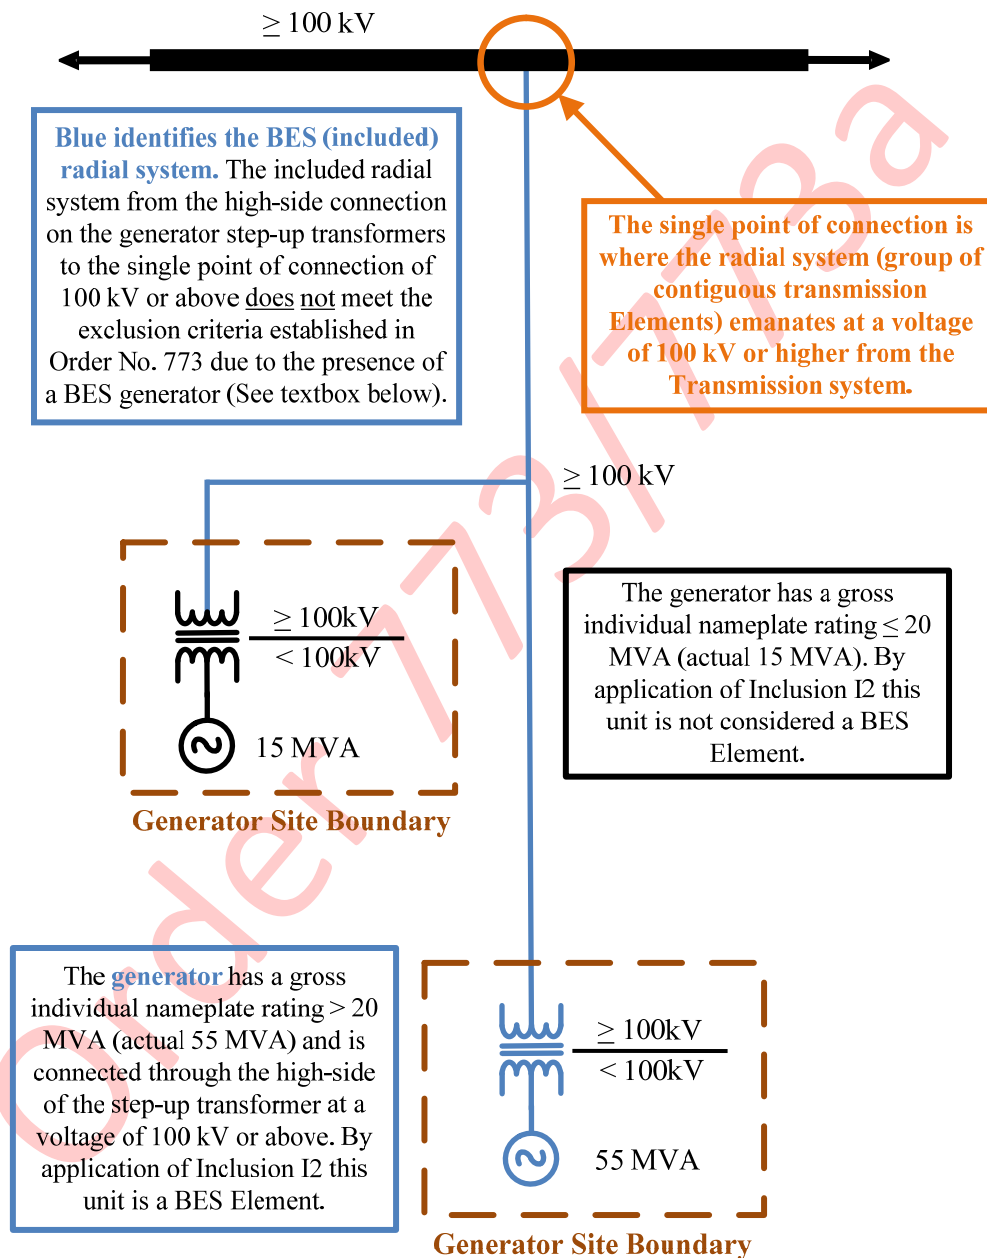 ≥ 100 kV
Blue identifies the BES (included)
radial system. The included radial
system from the high-side connection
on the generator step-up transformers
to the single point of connection of
100 kV or above does not meet the
exclusion criteria established in
Order No. 773 due to the presence of
a BES generator (See textbox below).
The single point of connection is
where the radial system (group of
contiguous transmission
Elements) emanates at a voltage
of 100 kV or higher from the
Transmission system.
≥ 100 kV
≥ 100kV
< 100kV
15 MVA
Generator Site Boundary
The generator has a gross
individual nameplate rating ≤ 20
MVA (actual 15 MVA). By
application of Inclusion I2 this
unit is not considered a BES
Element.
The generator has a gross
individual nameplate rating > 20
MVA (actual 55 MVA) and is
connected through the high-side
of the step-up transformer at a
voltage of 100 kV or above. By
application of Inclusion I2 this
unit is a BES Element.
≥ 100kV
< 100kV
55 MVA
Generator Site Boundary
Order 773/773a